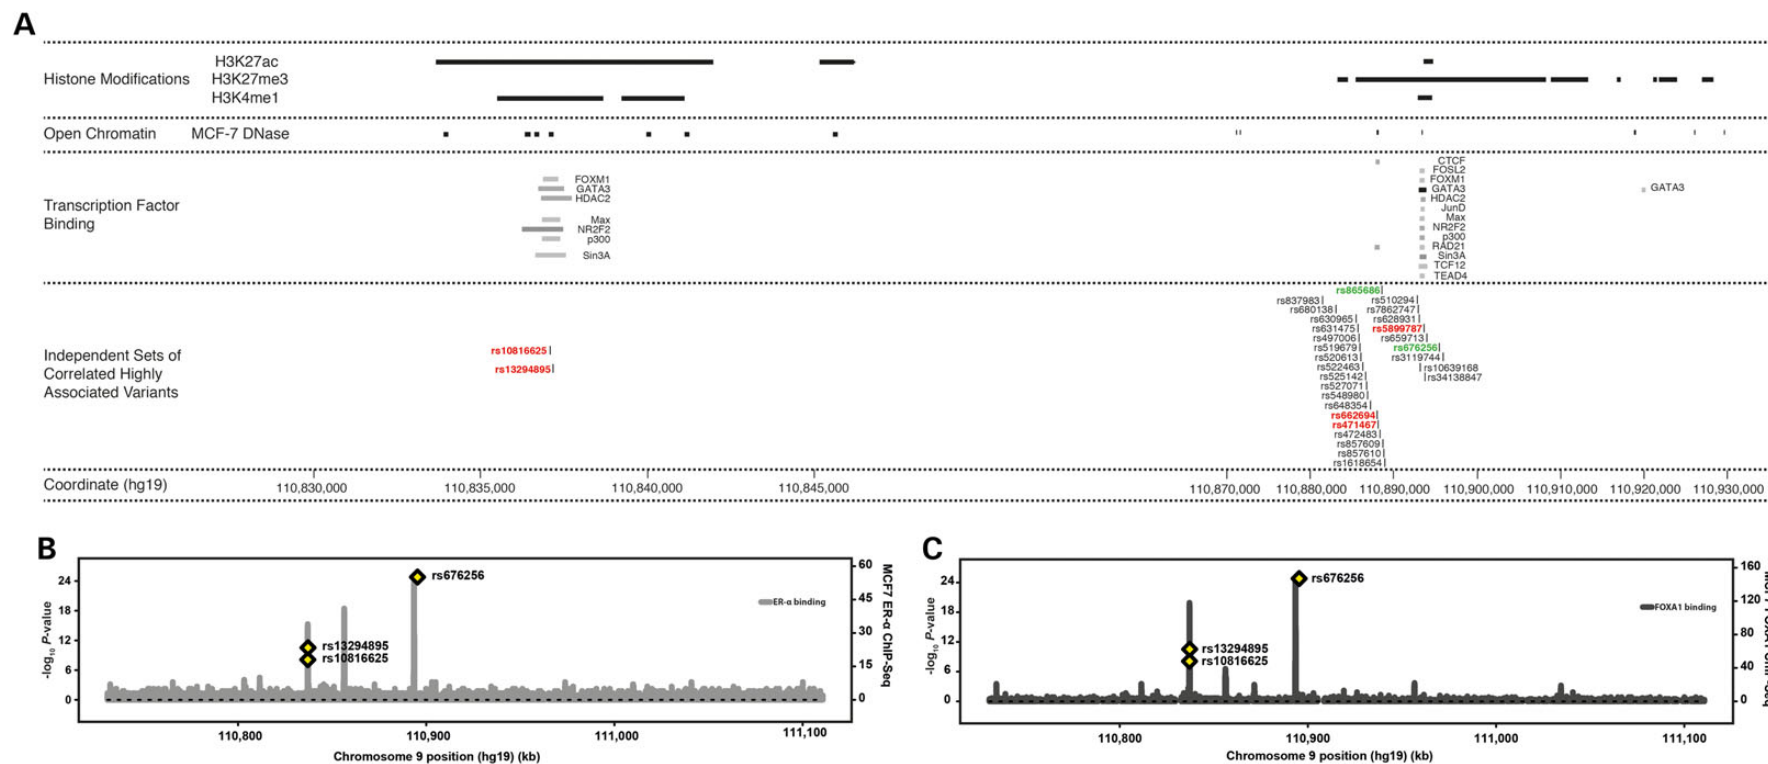 A
Histone Modifications
H3K27ac
H3K27me3
H3K4me1
Open Chromatin MCF-7 DNase
Transcription Factor
Binding
FOXM1
GATA3
HDAC2
Max
NR2F2
p300
Sin3A
CTCF
FOSL2
FOXM1
GATA3
HDAC2
JunD
Max
NR2F2
p300
RAD21
Sin3A
TCF12
TEAD4
GATA3
Independent Sets of
Correlated Highly
Associated Variants
rs10816625
rs13294895
rs865686
rs837983
rs680138
rs630965
rs631475
rs497006
rs519679
rs520613
rs522463
rs525142
rs527071
rs548980
rs648354
rs662694
rs471467
rs472483
rs857609
rs857610
rs1618654
rs510294
rs7862747
rs628931
rs5899787
rs659713
rs676256
rs3119744
rs10639168
rs34138847
Coordinate (hg19) 110,830,000 110,835,000 110,840,000 110,845,000 110,870,000 110,880,000 110,890,000 110,900,000 110,910,000 110,920,000 110,930,000
B
-log10 P-value
24
18
12
6
0
rs676256
rs13294895
rs10816625
ER-α binding
60
45
30
15
0
MCF7 ER-α ChIP-Seq
110,800 110,900 111,000 111,100
Chromosome 9 position (hg19) (kb)
C
-log10 P-value
24
18
12
6
0
rs676256
rs13294895
rs10816625
FOXA1 binding
160
120
80
40
0
110,800 110,900 111,000 111,100
Chromosome 9 position (hg19) (kb)